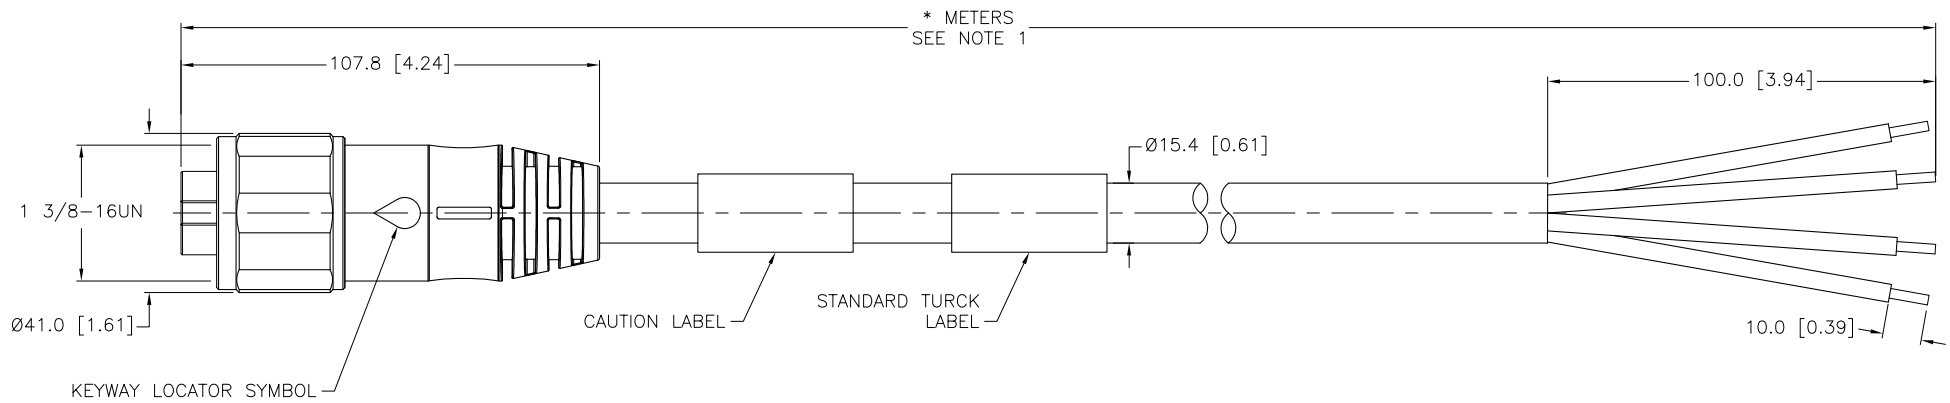 * METERS
SEE NOTE 1
107.8 [4.24]
100.0 [3.94]
Ø15.4 [0.61]
1 3/8-16UN
STANDARD TURCK
LABEL
CAUTION LABEL
Ø41.0 [1.61]
10.0 [0.39]
KEYWAY LOCATOR SYMBOL